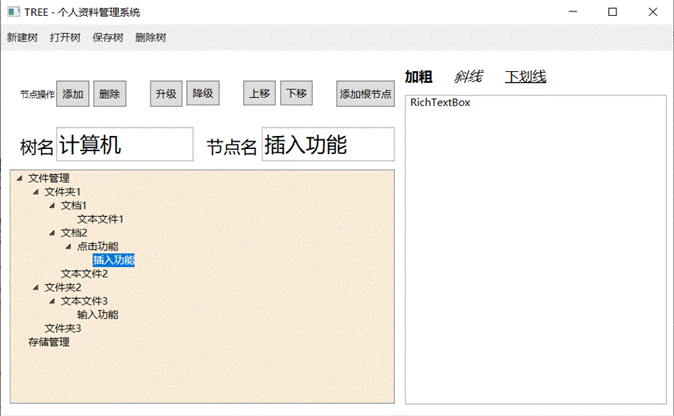 TREE - 个人资料管理系统
新建树 打开树 保存树 删除树
节点操作 添加 删除 升级 降级 上移 下移 添加根节点
加粗 斜线 下划线
树名 计算机 节点名 插入功能
RichTextBox
文件管理
文件夹1
文档1
文本文件1
文档2
点击功能
插入功能
文本文件2
文件夹2
文本文件3
输入功能
文件夹3
存储管理